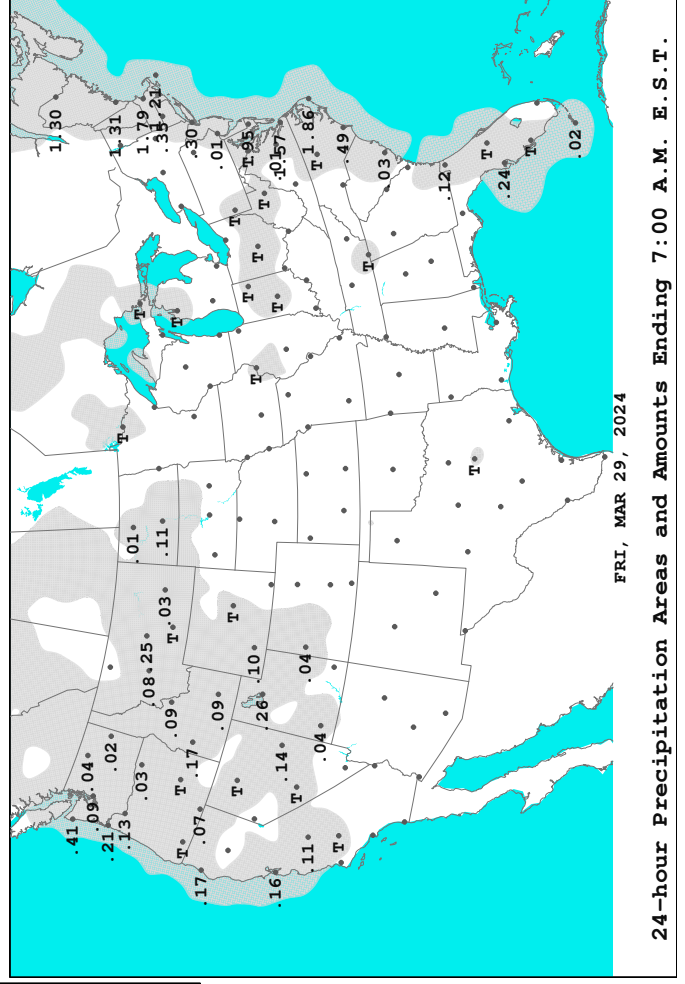 1.30
.41
.04
.09
.21
.02
1.31
.13
T
.01
T
.03
1.79
.08
.25
.21
.11
.35
.03
T
.09
T
T
T
.17
.30
.17
.07
.09
.01
T
T
T
T
T
.95
.10
T
T
.26
T
.16
T
.01
.14
1.57
T
.11
.04
1.86
.04
T
T
.49
T
.03
.12
T
T
.24
T
.02
FRI, MAR 29, 2024
24-hour Precipitation Areas and Amounts Ending 7:00 A.M. E.S.T.